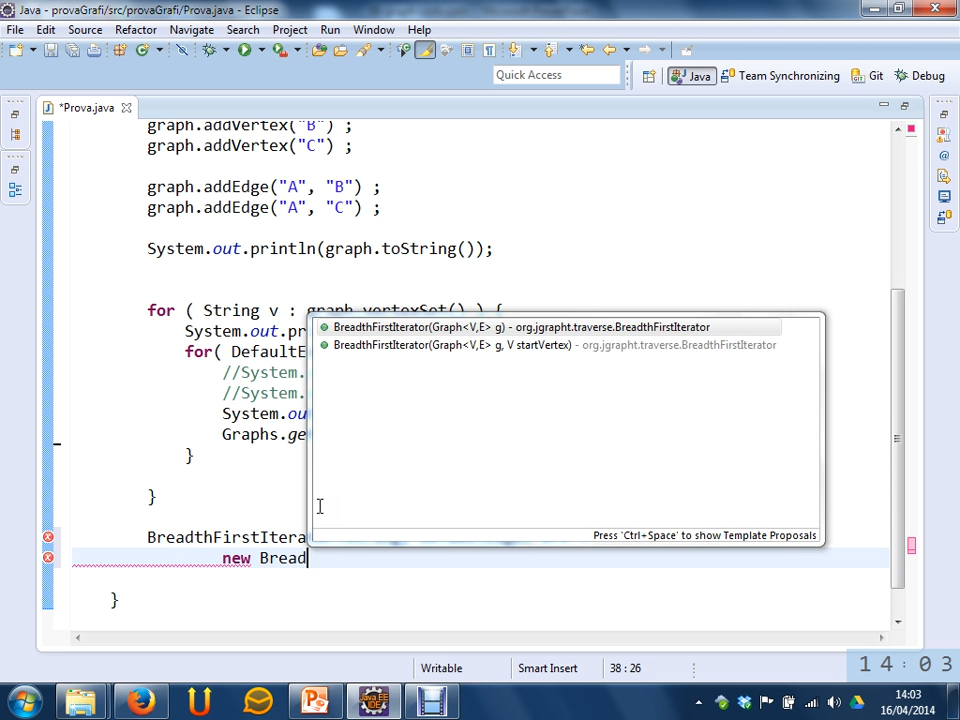 Java - provaGrafi/src/provaGrafi/Prova.java - Eclipse
File Edit Source Refactor Navigate Search Project Run Window Help
Quick Access
Java
Team Synchronizing
Git
Debug
*Prova.java
graph.addVertex("B") ;
graph.addVertex("C") ;
graph.addEdge("A", "B") ;
graph.addEdge("A", "C") ;
System.out.println(graph.toString());
for ( String v : graph.vertexSet() ) {
System.out.pr
for( DefaultE
//System.
//System.
System.ou
Graphs.ge
}
}
BreadthFirstItera
new Bread
}
BreadthFirstIterator(Graph<V,E> g) - org.jgrapht.traverse.BreadthFirstIterator
BreadthFirstIterator(Graph<V,E> g, V startVertex) - org.jgrapht.traverse.BreadthFirstIterator
Press 'Ctrl+Space' to show Template Proposals
Writable
Smart Insert
38 : 26
14:03
Java EE
IDE
14:03
16/04/2014